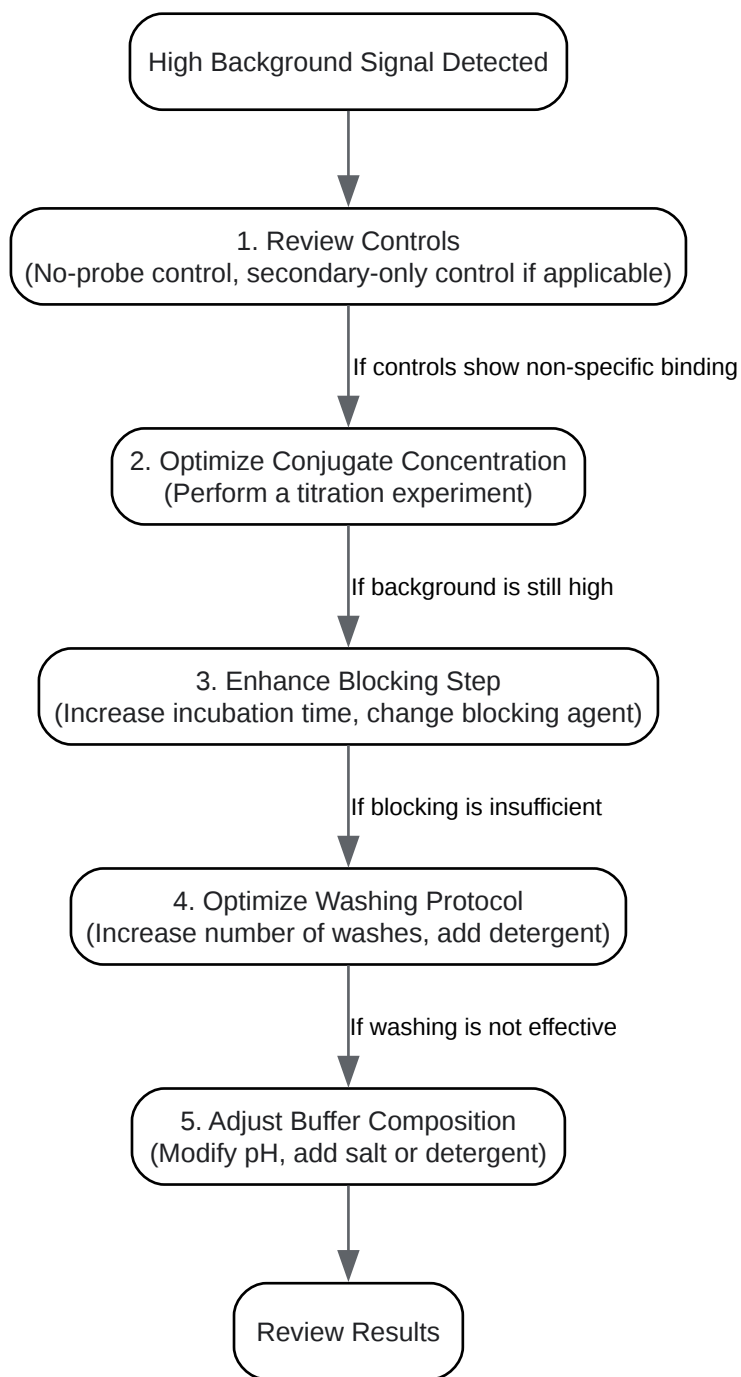 High Background Signal Detected
1. Review Controls
(No-probe control, secondary-only control if applicable)
If controls show non-specific binding
2. Optimize Conjugate Concentration
(Perform a titration experiment)
If background is still high
3. Enhance Blocking Step
(Increase incubation time, change blocking agent)
If blocking is insufficient
4. Optimize Washing Protocol
(Increase number of washes, add detergent)
If washing is not effective
5. Adjust Buffer Composition
(Modify pH, add salt or detergent)
Review Results